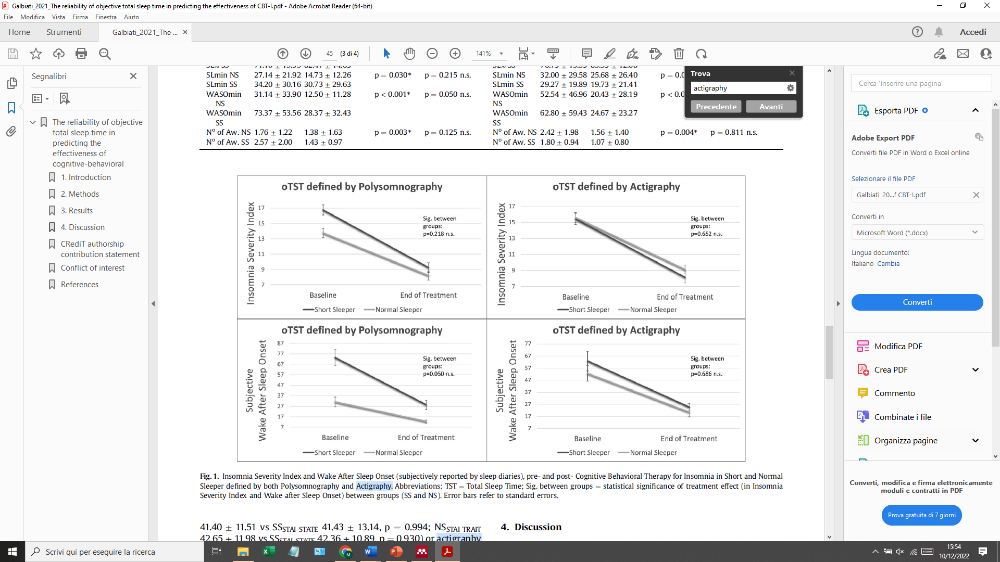 Galbiati_2021_The reliability of objective total sleep time in predicting the effectiveness of CBT-I.pdf - Adobe Acrobat Reader (64-bit)
File Modifica Vista Firma Finestra Aiuto
Home Strumenti Galbiati_2021_The ... × Accedi
45 (3 di 4) 141%
Segnalibri
The reliability of objective
total sleep time in
predicting the
effectiveness of
cognitive-behavioral
1. Introduction
2. Methods
3. Results
4. Discussion
CRediT authorship
contribution statement
Conflict of interest
References
SLmin NS 27.14 ± 21.92 14.73 ± 12.26 p = 0.030* p = 0.215 n.s. SLmin NS 32.00 ± 29.58 25.68 ± 26.40
SLmin SS 34.20 ± 30.16 30.73 ± 29.63 SLmin SS 29.27 ± 19.89 19.73 ± 21.41
WASOmin 31.14 ± 33.90 12.50 ± 11.28 p < 0.001* p = 0.050 n.s. WASOmin 52.54 ± 46.96 20.43 ± 28.19
NS NS
WASOmin 73.37 ± 53.56 28.37 ± 32.43 WASOmin 62.80 ± 59.43 24.67 ± 23.27
SS SS
N° of Aw. NS 1.76 ± 1.22 1.38 ± 1.63 p = 0.003* p = 0.125 n.s. N° of Aw. NS 2.42 ± 1.98 1.56 ± 1.40 p = 0.004* p = 0.811 n.s.
N° of Aw. SS 2.57 ± 2.00 1.43 ± 0.97 N° of Aw. SS 1.80 ± 0.94 1.07 ± 0.80
Trova
actigraphy
Precedente Avanti
oTST defined by Polysomnography
Insomnia Severity Index
17
15
13
11
9
7
Sig. between
groups:
p=0.218 n.s.
Baseline End of Treatment
Short Sleeper Normal Sleeper
oTST defined by Actigraphy
Insomnia Severity Index
17
15
13
11
9
7
Sig. between
groups:
p=0.652 n.s.
Baseline End of Treatment
Short Sleeper Normal Sleeper
oTST defined by Polysomnography
Subjective
Wake After Sleep Onset
87
77
67
57
47
37
27
17
7
Sig. between
groups:
p=0.050 n.s.
Baseline End of Treatment
Short Sleeper Normal Sleeper
oTST defined by Actigraphy
Subjective
Wake After Sleep Onset
77
67
57
47
37
27
17
7
Sig. between
groups:
p=0.686 n.s.
Baseline End of Treatment
Short Sleeper Normal Sleeper
Fig. 1. Insomnia Severity Index and Wake After Sleep Onset (subjectively reported by sleep diaries), pre- and post- Cognitive Behavioral Therapy for Insomnia in Short and Normal
Sleeper defined by both Polysomnography and Actigraphy. Abbreviations: TST = Total Sleep Time; Sig. between groups = statistical significance of treatment effect (in Insomnia
Severity Index and Wake after Sleep Onset) between groups (SS and NS). Error bars refer to standard errors.
41.40 ± 11.51 vs SSSTAI-STATE 41.43 ± 13.14, p = 0.994; NSSTAI-TRAIT
42.65 ± 11.98 vs SSSTAI-STATE 42.36 + 10.89, p = 0.930) or actigraphy
4. Discussion
Cerca 'Inserire una pagina'
Esporta PDF
Adobe Export PDF
Converti file PDF in Word o Excel online
Selezionare il file PDF
Galbiati_20...f CBT-I.pdf
Converti in
Microsoft Word (*.docx)
Lingua documento:
Italiano Cambia
Converti
Modifica PDF
Crea PDF
Commento
Combinate i file
Organizza pagine
Converti, modifica e firma elettronicamente
moduli e contratti in PDF
Prova gratuita di 7 giorni
Scrivi qui per eseguire la ricerca
15:54
10/12/2022